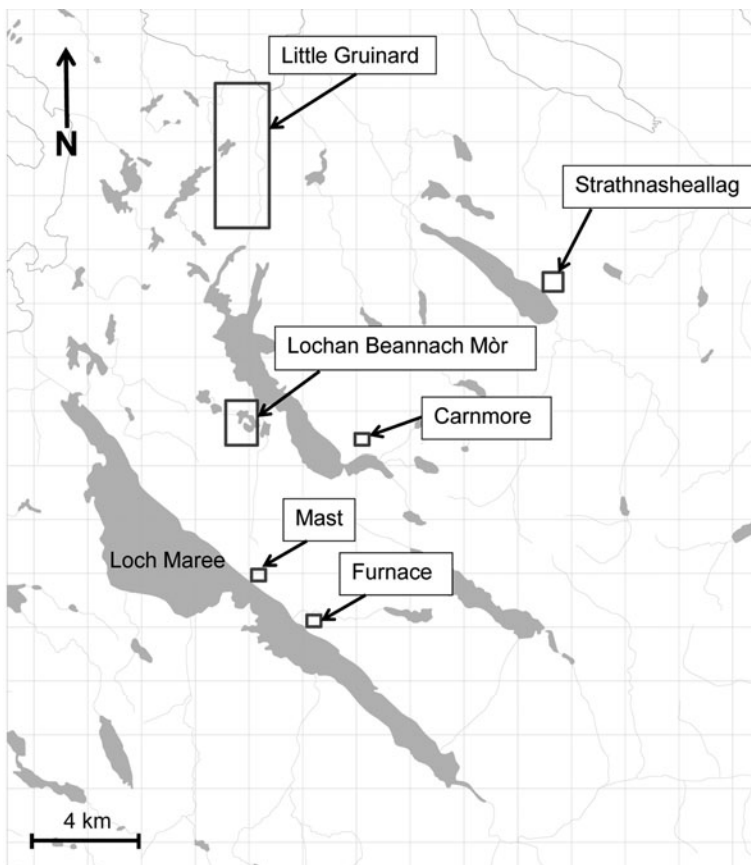 Little Gruinard
N
Strathnasheallag
Lochan Beannach Mòr
Carnmore
Mast
Loch Maree
Furnace
4 km